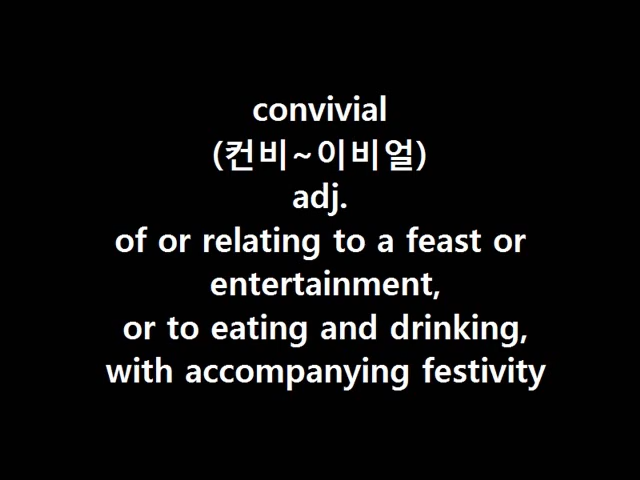 convivial
(컨비~이비얼)
adj.
of or relating to a feast or
entertainment,
or to eating and drinking,
with accompanying festivity